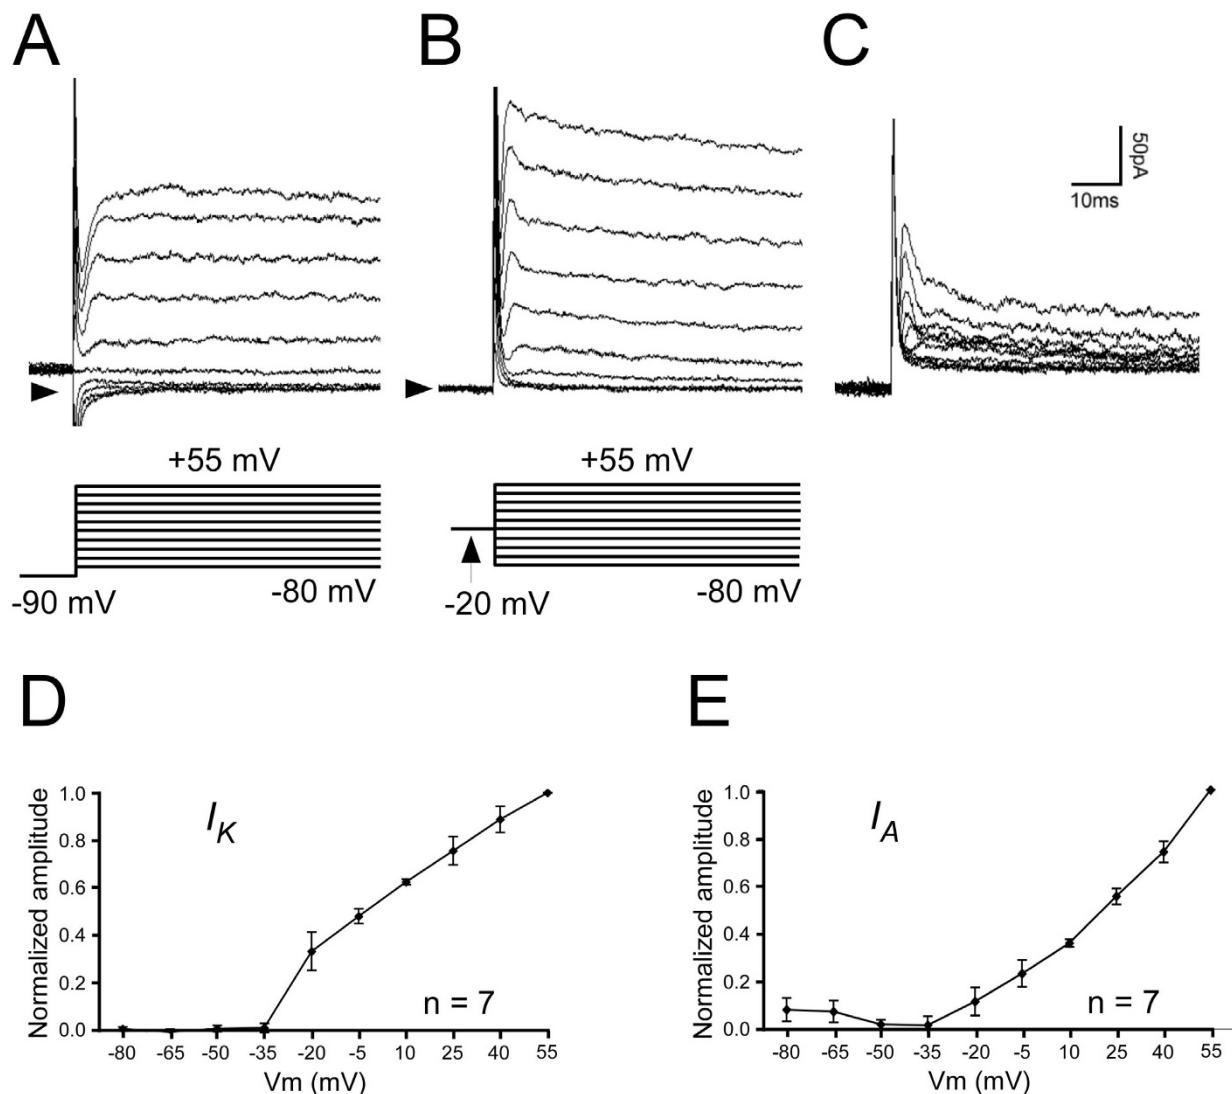 A
B
C
50pA
10ms
+55 mV
-90 mV
-80 mV
+55 mV
-20 mV
-80 mV
D
Normalized amplitude
1.0
0.8
0.6
0.4
0.2
0.0
I_K
n = 7
-80 -65 -50 -35 -20 -5 10 25 40 55
Vm (mV)
E
Normalized amplitude
1.0
0.8
0.6
0.4
0.2
0.0
I_A
n = 7
-80 -65 -50 -35 -20 -5 10 25 40 55
Vm (mV)